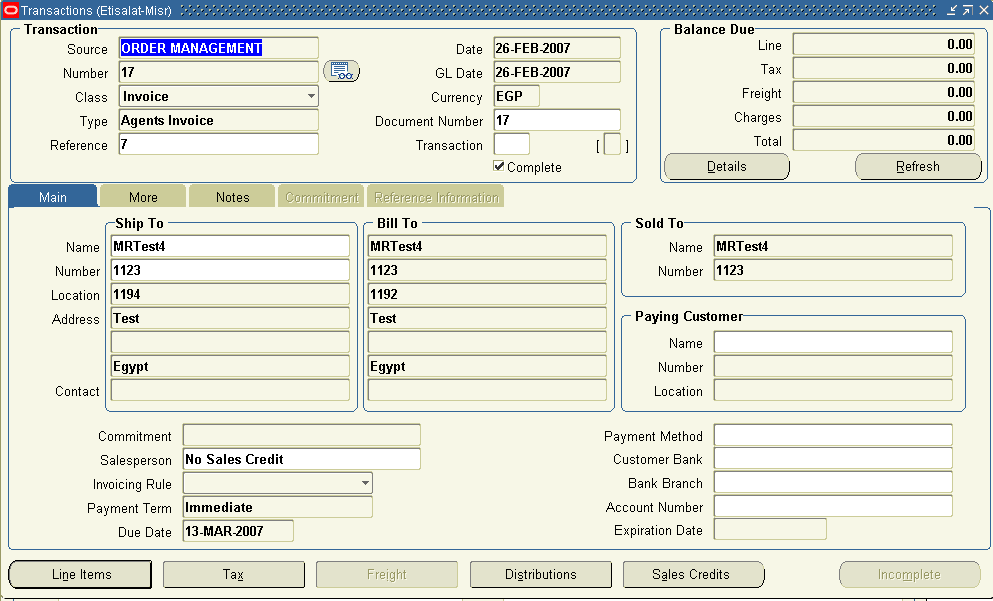 Transactions (Etisalat-Misr)
Transaction
Source ORDER MANAGEMENT
Number 17
Class Invoice
Type Agents Invoice
Reference 7
Date 26-FEB-2007
GL Date 26-FEB-2007
Currency EGP
Document Number 17
Transaction [ ]
Complete
Balance Due
Line 0.00
Tax 0.00
Freight 0.00
Charges 0.00
Total 0.00
Details Refresh
Main More Notes Commitment Reference Information
Ship To
Name MRTest4
Number 1123
Location 1194
Address Test
Egypt
Contact
Bill To
MRTest4
1123
1192
Test
Egypt
Sold To
Name MRTest4
Number 1123
Paying Customer
Name
Number
Location
Commitment
Salesperson No Sales Credit
Invoicing Rule
Payment Term Immediate
Due Date 13-MAR-2007
Payment Method
Customer Bank
Bank Branch
Account Number
Expiration Date
Line Items Tax Freight Distributions Sales Credits Incomplete